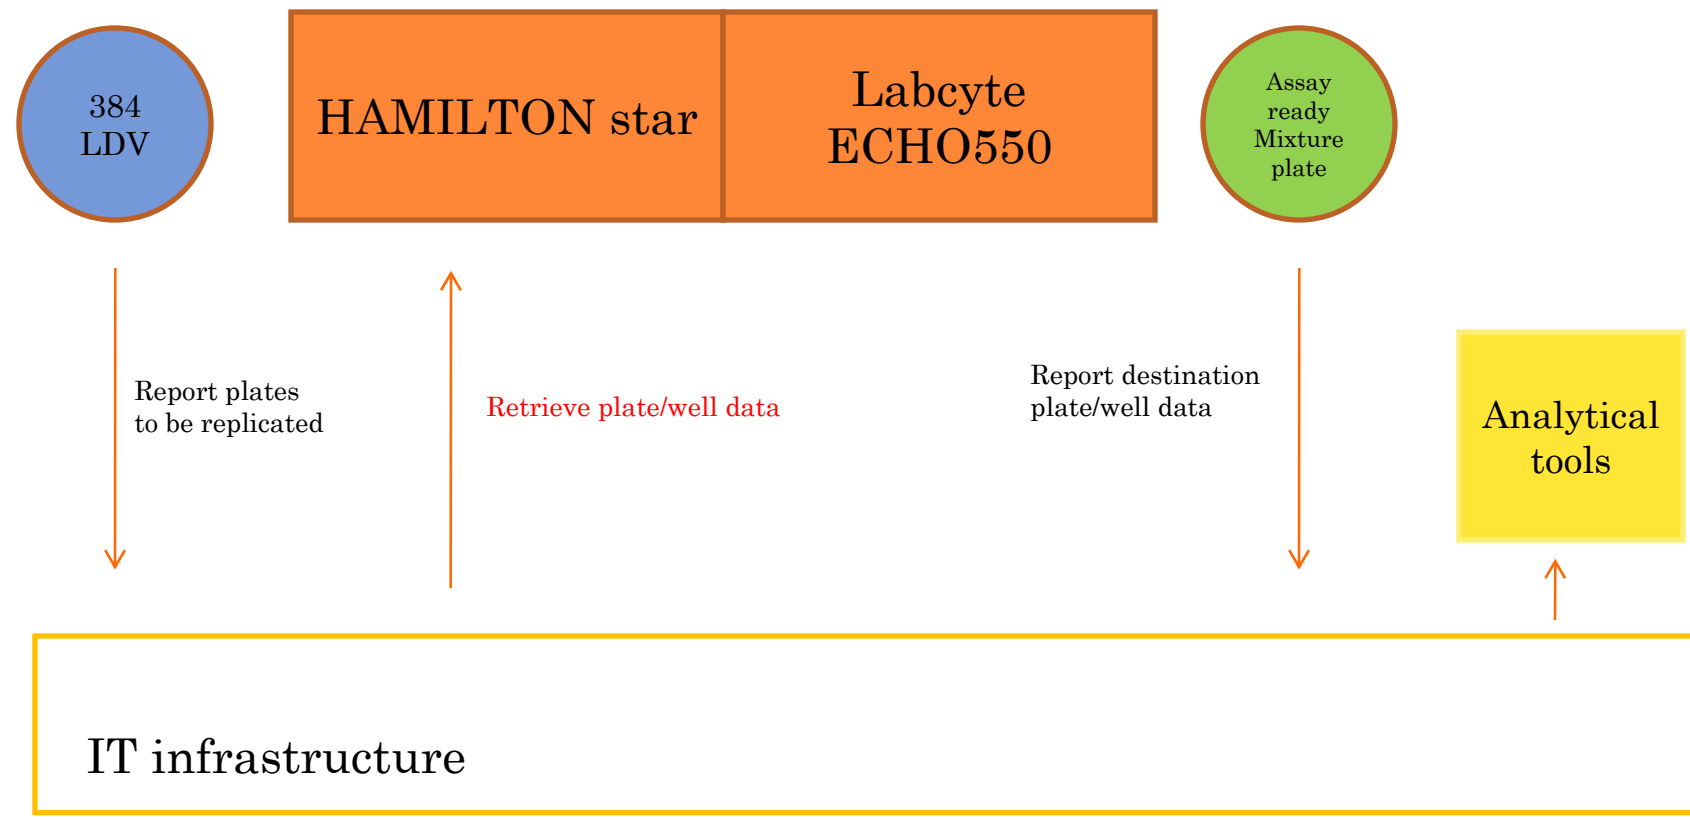 384
LDV
HAMILTON star
Labcyte
ECHO550
Assay
ready
Mixture
plate
Report plates
to be replicated
Retrieve plate/well data
Report destination
plate/well data
Analytical
tools
IT infrastructure